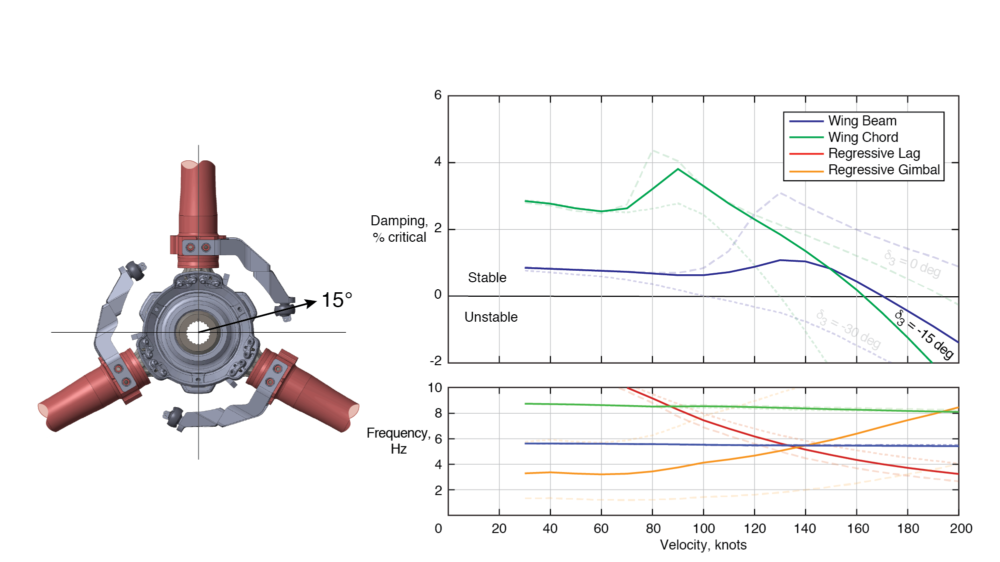 15°
6
4
2
0
-2
Damping,
% critical
Stable
Unstable
Wing Beam
Wing Chord
Regressive Lag
Regressive Gimbal
δ3 = 0 deg
δ3 = -30 deg
δ3 = -15 deg
10
8
6
4
2
Frequency,
Hz
0 20 40 60 80 100 120 140 160 180 200
Velocity, knots